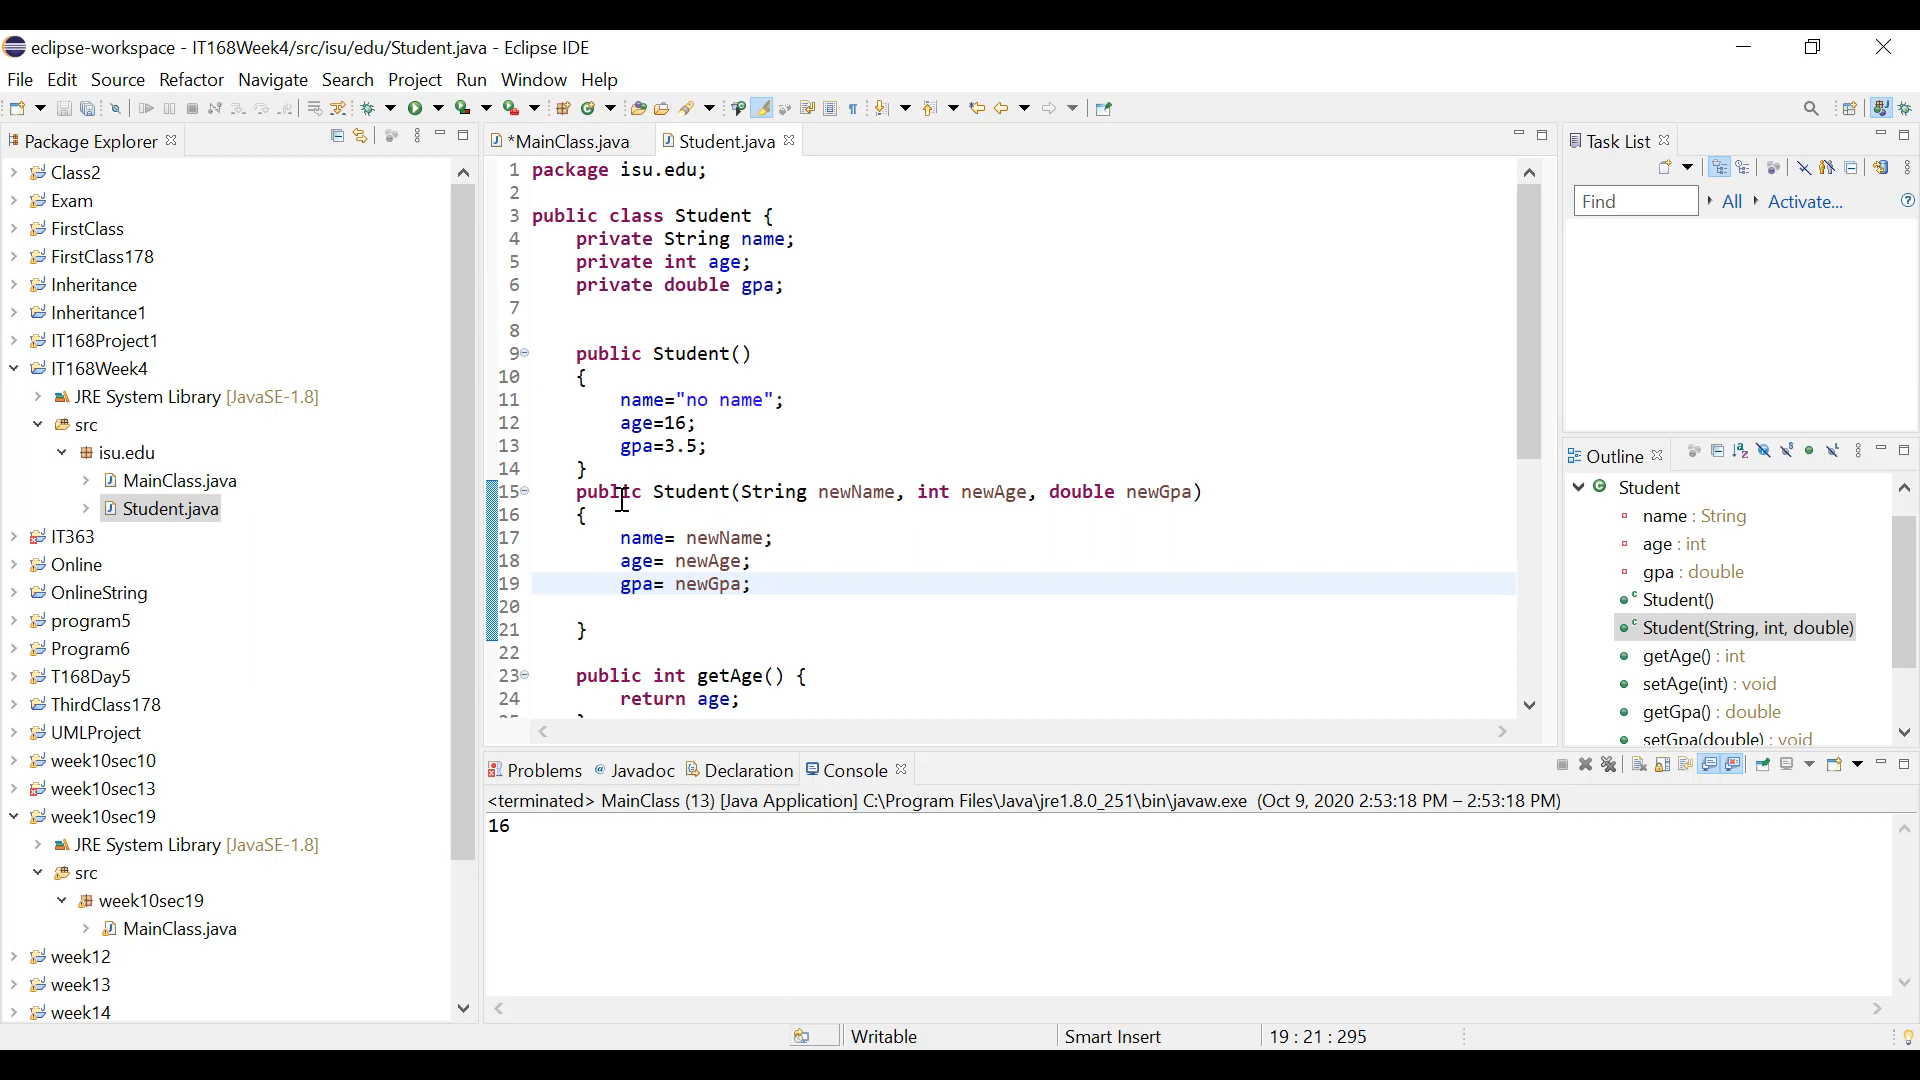 eclipse-workspace - IT168Week4/src/isu/edu/Student.java - Eclipse IDE
File Edit Source Refactor Navigate Search Project Run Window Help
Package Explorer
Class2
Exam
FirstClass
FirstClass178
Inheritance
Inheritance1
IT168Project1
IT168Week4
JRE System Library [JavaSE-1.8]
src
isu.edu
MainClass.java
Student.java
IT363
Online
OnlineString
program5
Program6
T168Day5
ThirdClass178
UMLProject
week10sec10
week10sec13
week10sec19
JRE System Library [JavaSE-1.8]
src
week10sec19
MainClass.java
week12
week13
week14
*MainClass.java Student.java
1 package isu.edu;
2
3 public class Student {
4 private String name;
5 private int age;
6 private double gpa;
7
8
9 public Student()
10 {
11 name="no name";
12 age=16;
13 gpa=3.5;
14 }
15 public Student(String newName, int newAge, double newGpa)
16 {
17 name= newName;
18 age= newAge;
19 gpa= newGpa;
20
21 }
22
23 public int getAge() {
24 return age;
Task List
Find All Activate...
Outline
Student
name : String
age : int
gpa : double
Student()
Student(String, int, double)
getAge() : int
setAge(int) : void
getGpa() : double
setGpa(double) : void
Problems Javadoc Declaration Console
<terminated> MainClass (13) [Java Application] C:\Program Files\Java\jre1.8.0_251\bin\javaw.exe (Oct 9, 2020 2:53:18 PM – 2:53:18 PM)
16
Writable Smart Insert 19 : 21 : 295